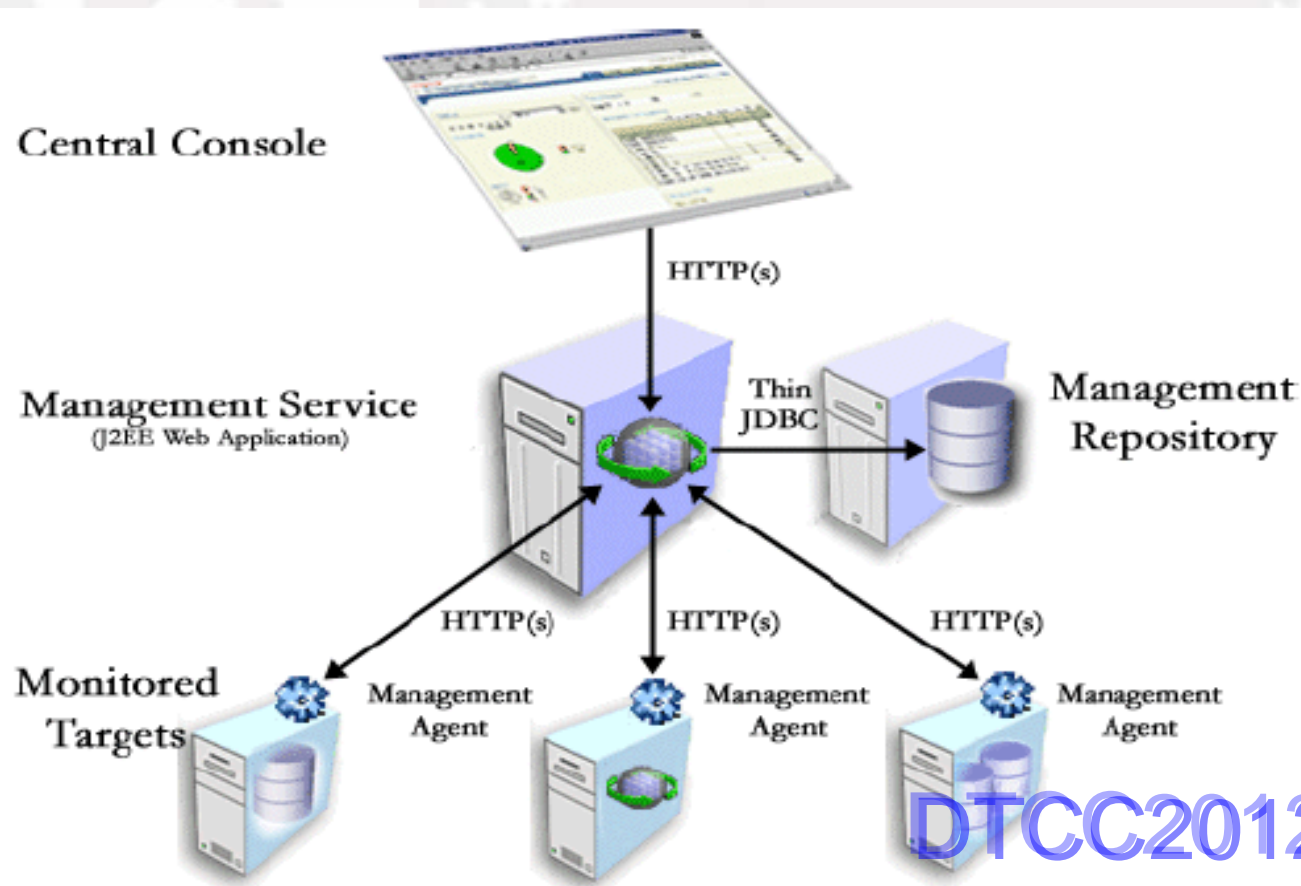 Central Console
HTTP(s)
Management Service
(J2EE Web Application)
Thin
JDBC
Management
Repository
HTTP(s)
HTTP(s)
HTTP(s)
Monitored
Targets
Management
Agent
Management
Agent
Management
Agent
DTCC2012